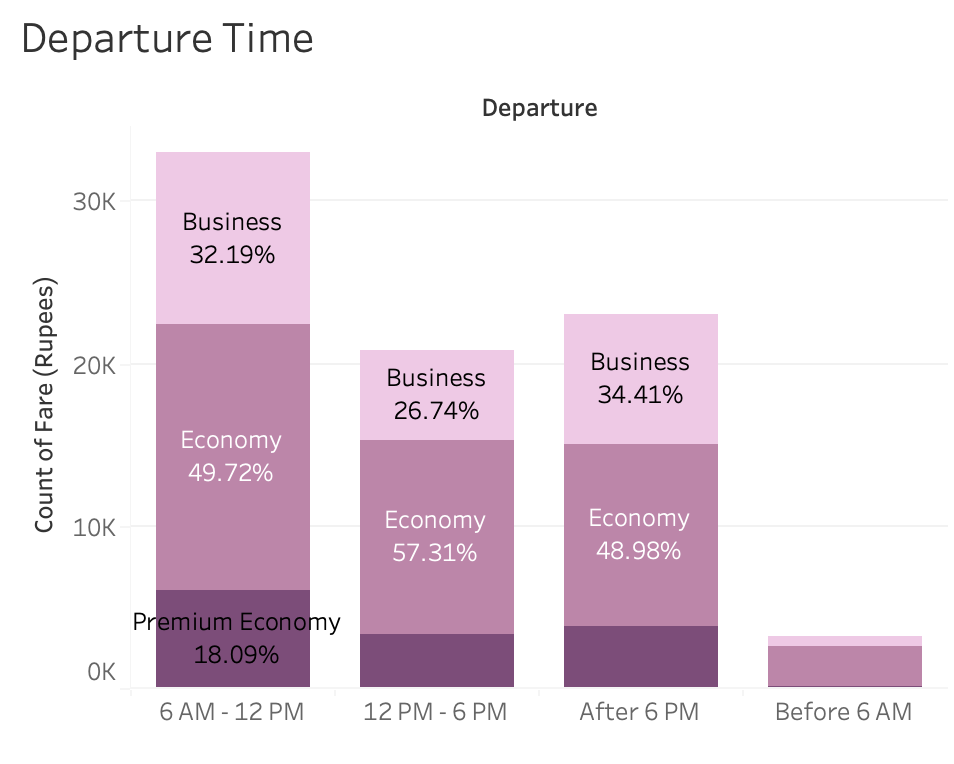 Departure Time
Departure
Count of Fare (Rupees)
30K
20K
10K
0K
Business
32.19%
Economy
49.72%
Premium Economy
18.09%
Business
26.74%
Economy
57.31%
Business
34.41%
Economy
48.98%
6 AM - 12 PM
12 PM - 6 PM
After 6 PM
Before 6 AM